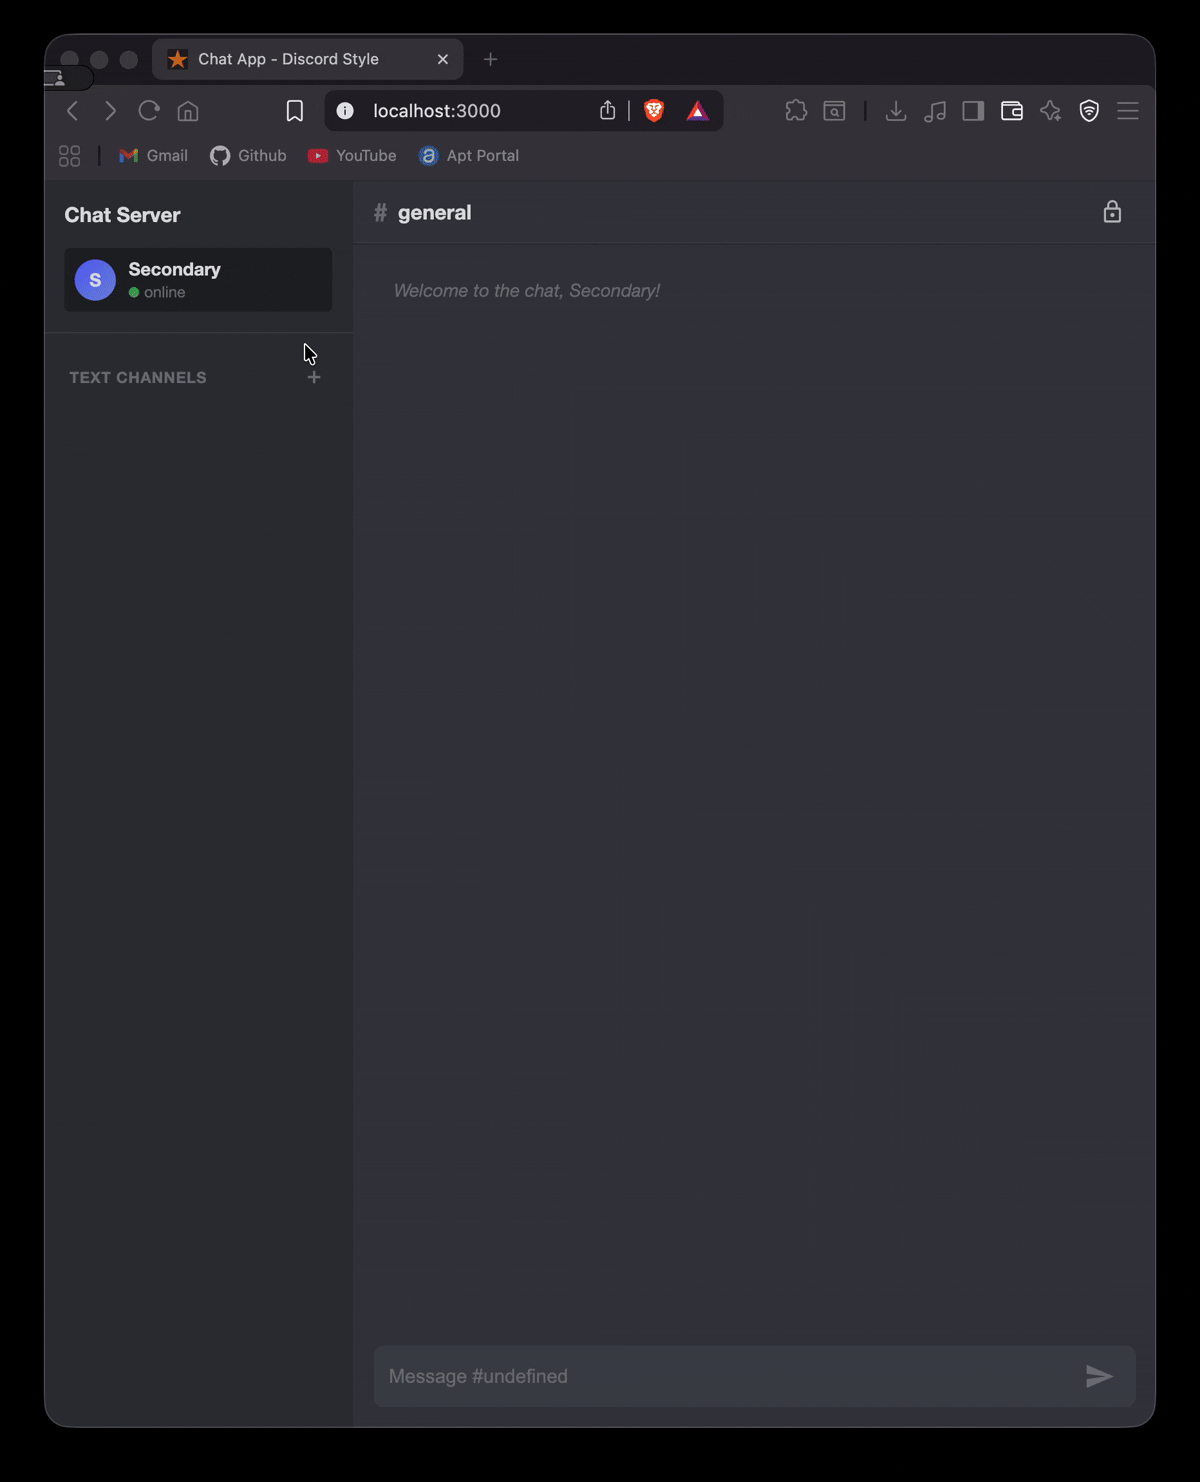 Chat App - Discord Style
localhost:3000
Gmail
Github
YouTube
Apt Portal
Chat Server
S
Secondary
online
TEXT CHANNELS
# general
Welcome to the chat, Secondary!
Message #undefined